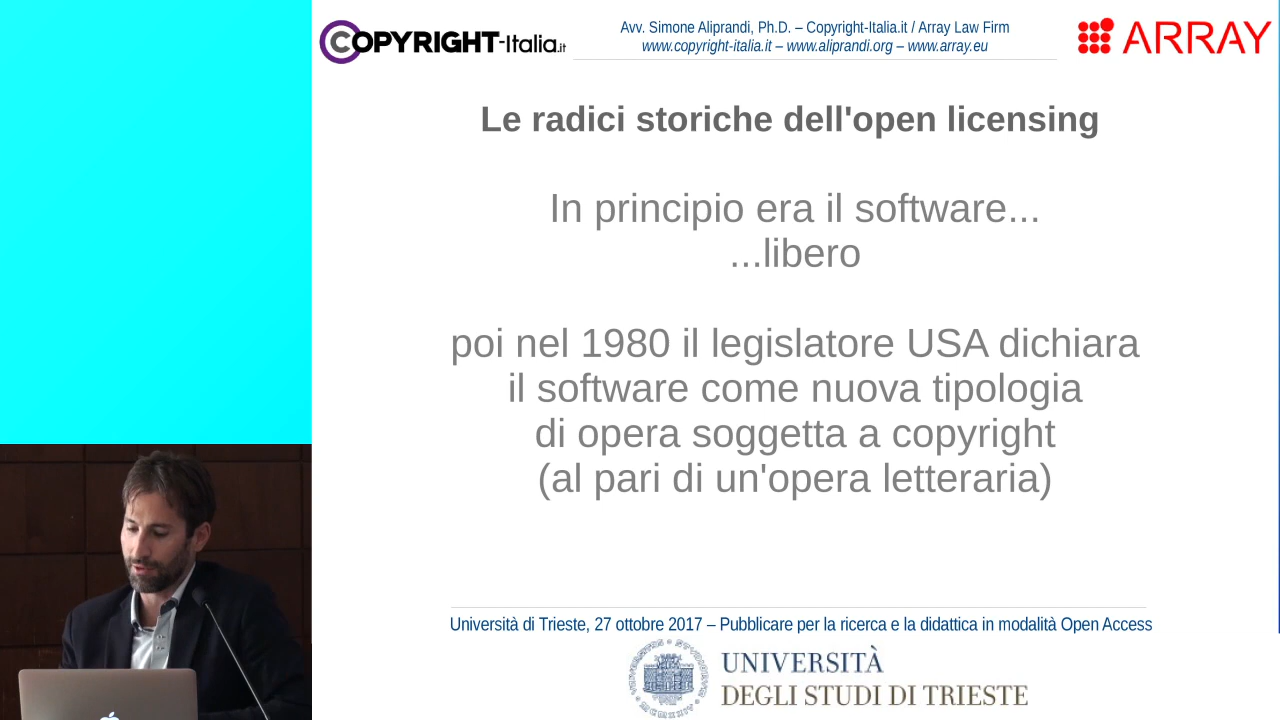 COPYRIGHT-Italia.it
Avv. Simone Aliprandi, Ph.D. – Copyright-Italia.it / Array Law Firm
www.copyright-italia.it – www.aliprandi.org – www.array.eu
ARRAY
Le radici storiche dell'open licensing
In principio era il software...
...libero
poi nel 1980 il legislatore USA dichiara
il software come nuova tipologia
di opera soggetta a copyright
(al pari di un'opera letteraria)
Università di Trieste, 27 ottobre 2017 – Pubblicare per la ricerca e la didattica in modalità Open Access
UNIVERSITÀ
DEGLI STUDI DI TRIESTE